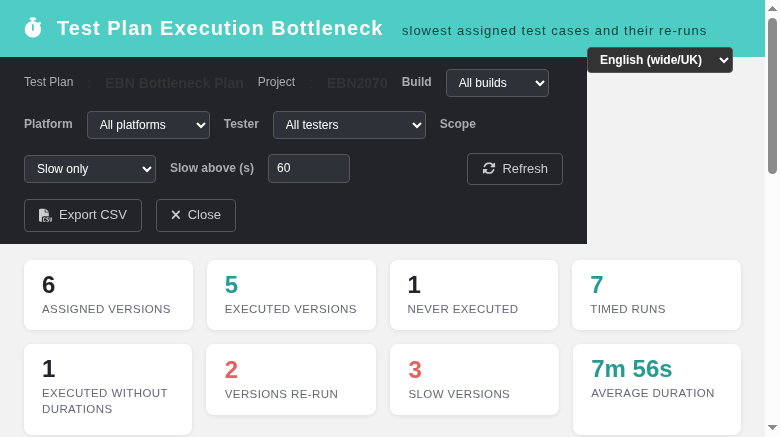 Test Plan Execution Bottleneck slowest assigned test cases and their re-runs
English (wide/UK)
Test Plan : EBN Bottleneck Plan Project : EBN2070 Build All builds
Platform All platforms Tester All testers Scope
Slow only Slow above (s) 60 Refresh
Export CSV Close
6 5 1 7
ASSIGNED VERSIONS EXECUTED VERSIONS NEVER EXECUTED TIMED RUNS
1 2 3 7m 56s
EXECUTED WITHOUT DURATIONS VERSIONS RE-RUN SLOW VERSIONS AVERAGE DURATION